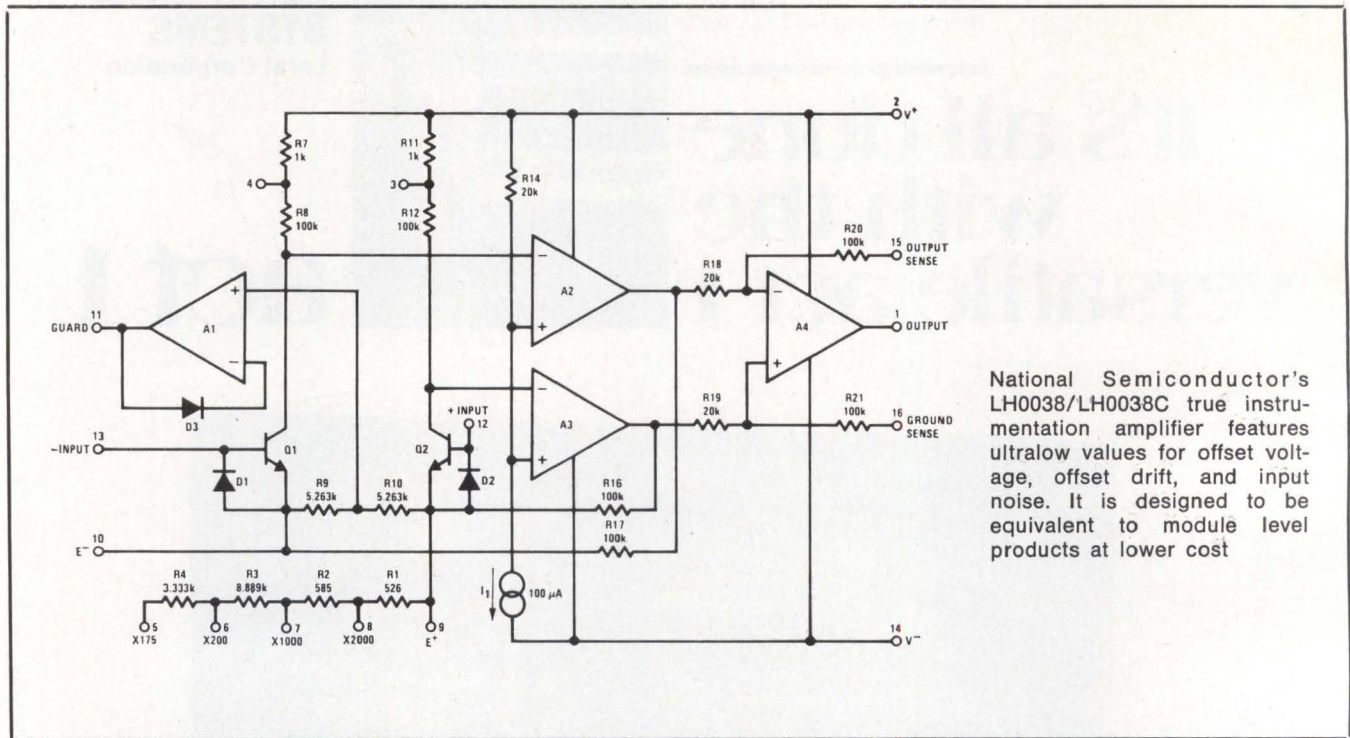 2
V+
R7
1k
R11
1k
4
3
R14
20k
R8
100k
R12
100k
R20
100k
15 OUTPUT
SENSE
R18
20k
−
A2
+
−
A4
+
1
OUTPUT
11
GUARD
+
A1
−
D3
+ INPUT
12
−
A3
+
R19
20k
R21
100k
16 GROUND
SENSE
13
−INPUT
Q1
Q2
D1
D2
R9
5.263k
R10
5.263k
R16
100k
R17
100k
10
E−
R4
3.333k
R3
8.889k
R2
585
R1
526
I1
100 μA
5
X175
6
X200
7
X1000
8
X2000
9
E+
14
V−
National Semiconductor's
LH0038/LH0038C true instru-
mentation amplifier features
ultralow values for offset volt-
age, offset drift, and input
noise. It is designed to be
equivalent to module level
products at lower cost